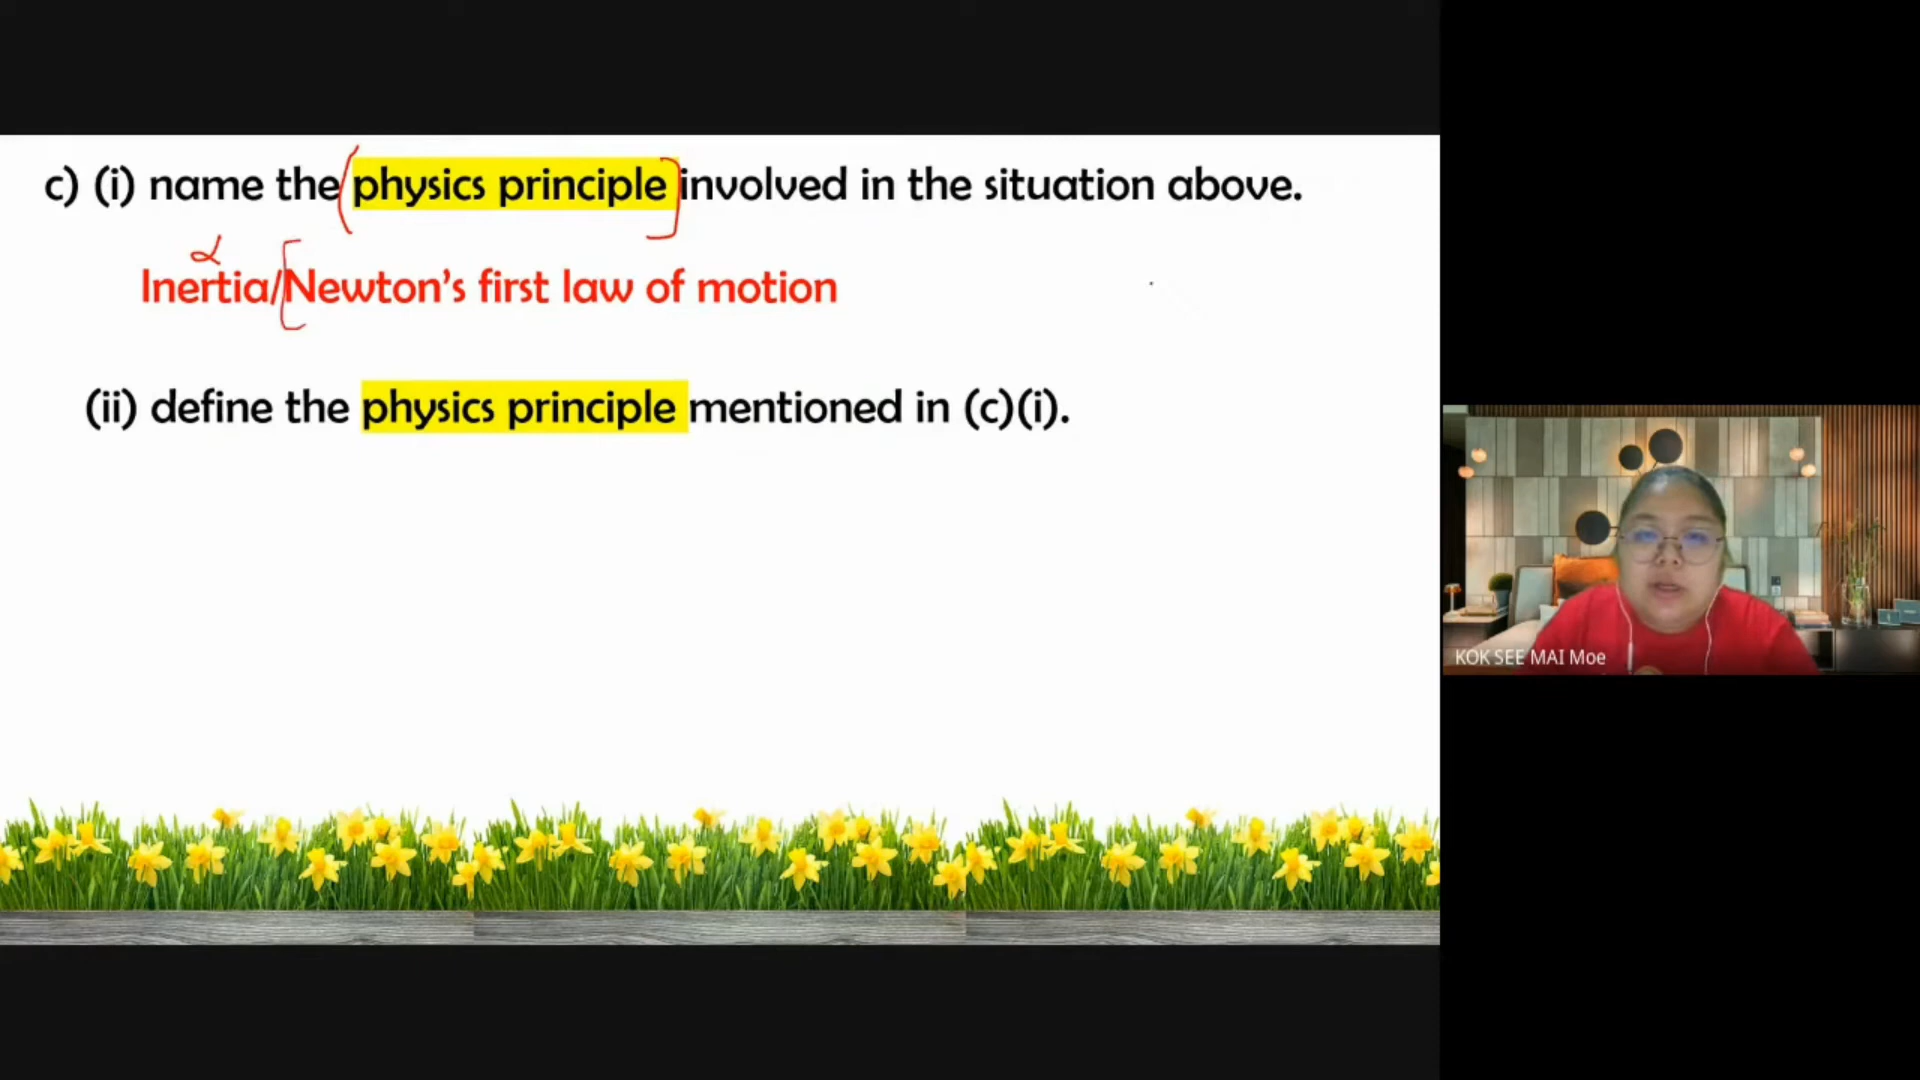 c) (i) name the physics principle involved in the situation above.
Inertia/Newton's first law of motion
(ii) define the physics principle mentioned in (c)(i).
KOK SEE MAI Moe